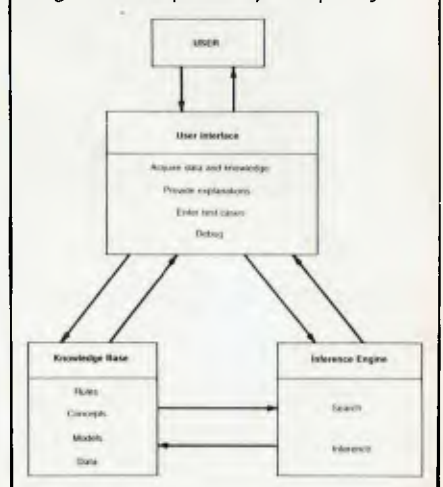 USER
User Interface
Acquire data and knowledge
Provide explanations
Enter test cases
Debug
Knowledge Base
Rules
Concepts
Models
Data
Inference Engine
Search
Inference